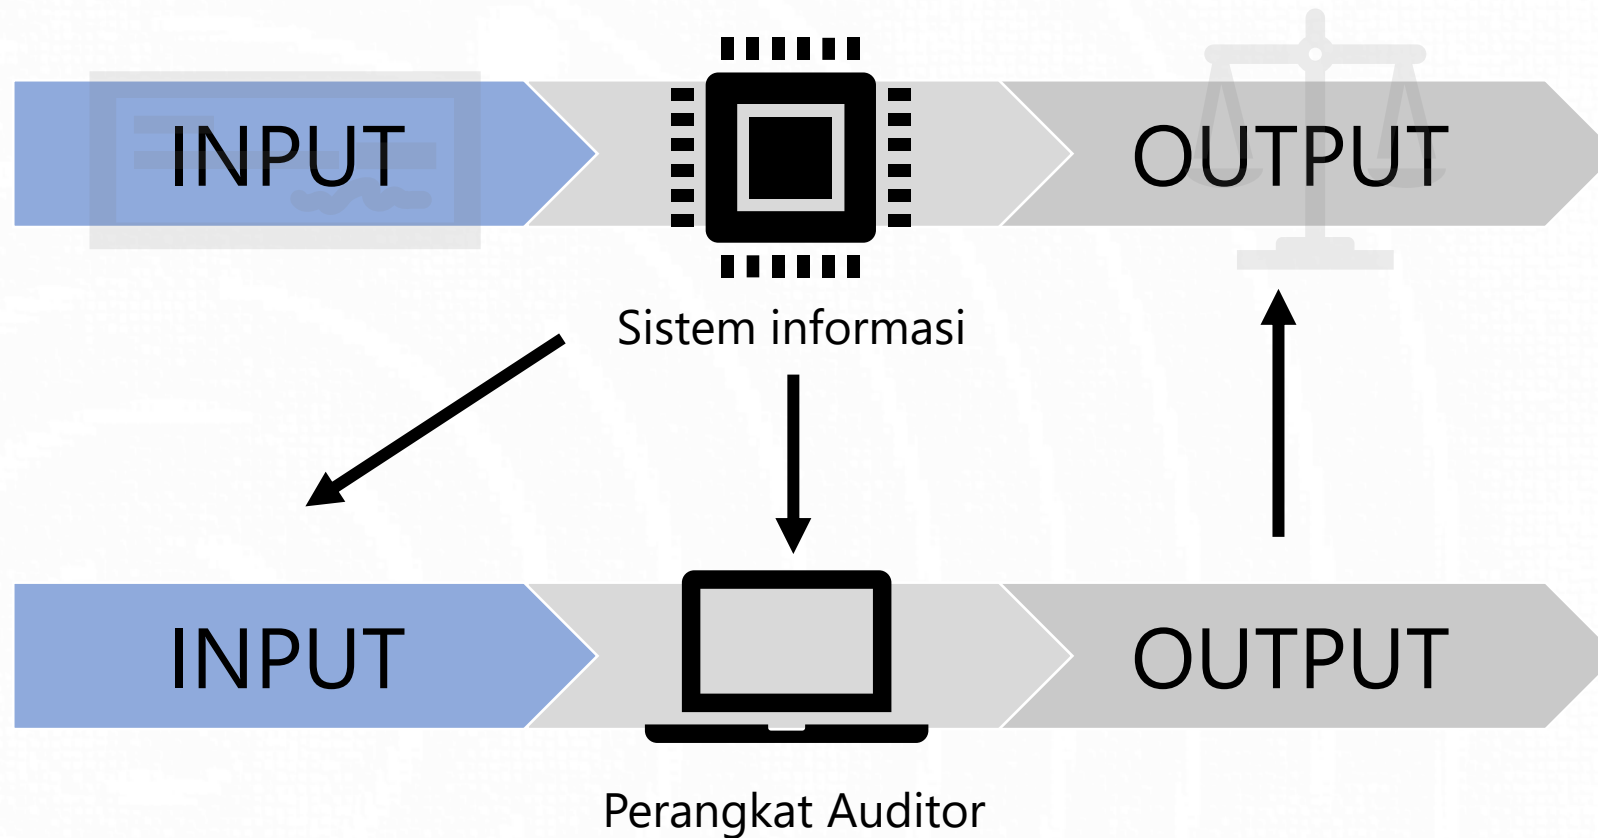 INPUT
OUTPUT
Sistem informasi
INPUT
OUTPUT
Perangkat Auditor